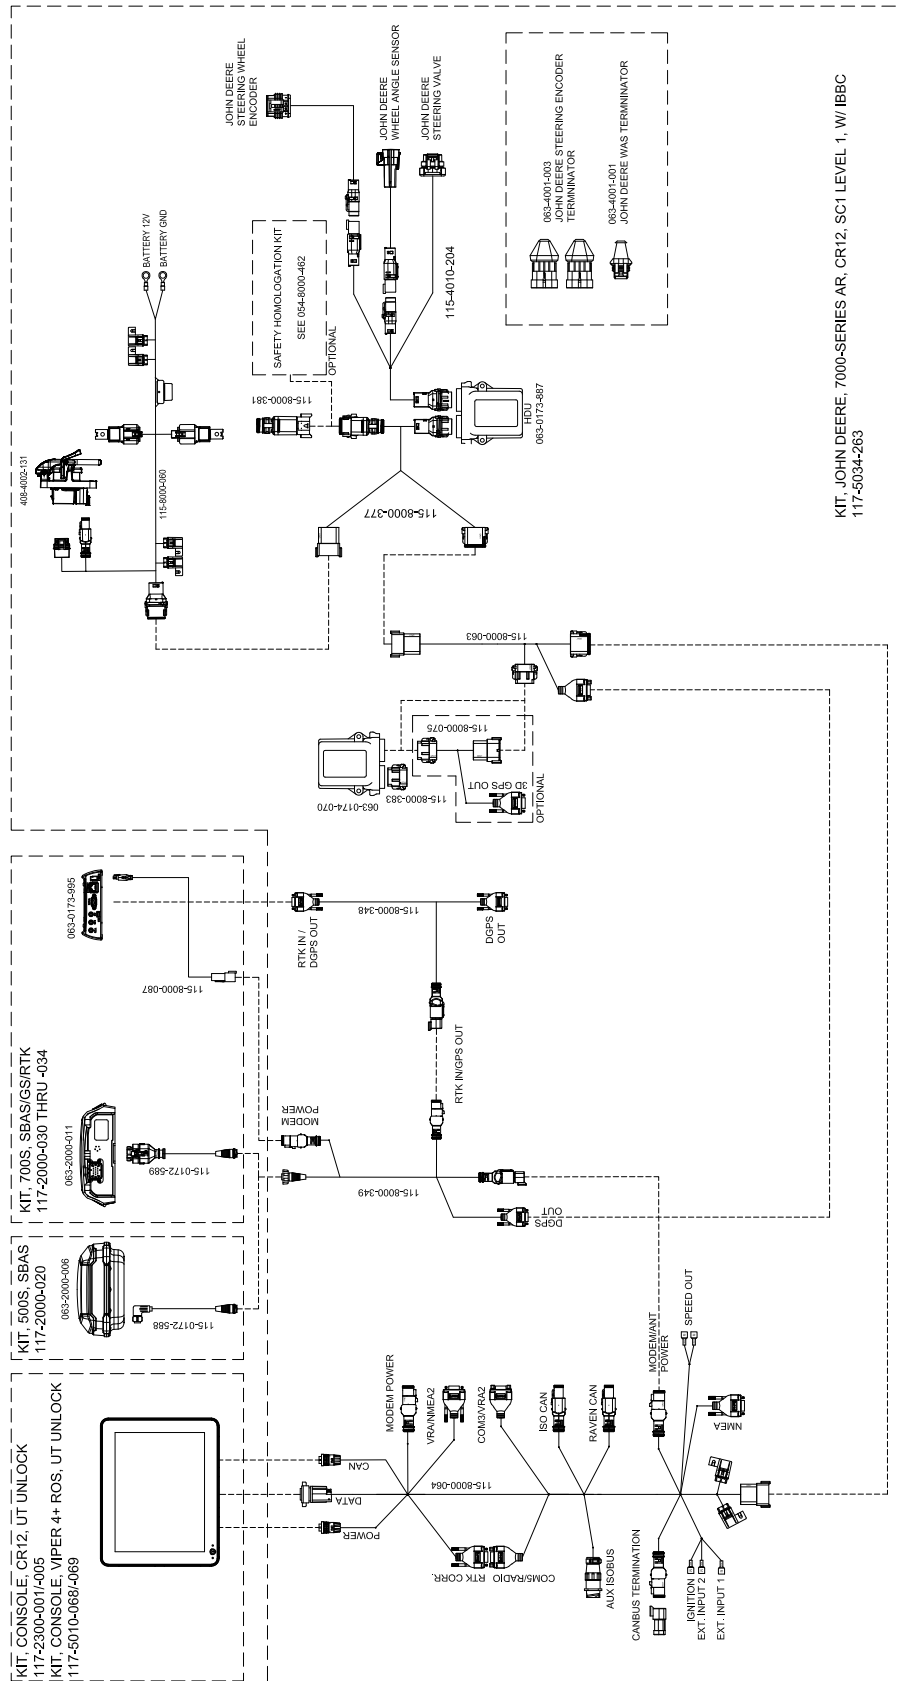 JOHN DEERE
STEERING WHEEL
ENCODER
JOHN DEERE
WHEEL ANGLE SENSOR
JOHN DEERE
STEERING VALVE
063-4001-003
JOHN DEERE STEERING ENCODER
TERMNINATOR
063-4001-001
JOHN DEERE WAS TERMNINATOR
KIT, JOHN DEERE, 7000-SERIES AR, CR12, SC1 LEVEL 1, W/ IBBC
117-5034-263
BATTERY 12V
BATTERY GND
SAFETY HOMOLOGATION KIT
SEE 054-8000-462
OPTIONAL
115-4010-204
115-8000-381
HDU
063-0173-887
408-4002-131
115-8000-060
115-8000-377
115-8000-063
115-8000-075
3D GPS OUT
OPTIONAL
115-8000-383
063-0174-070
063-0173-995
115-8000-087
KIT, 700S, SBAS/GS/RTK
117-2000-030 THRU -034
063-2000-011
115-0172-589
RTK IN /
DGPS OUT
115-8000-348
DGPS
OUT
RTK IN/GPS OUT
MODEM
POWER
115-8000-349
DGPS
OUT
KIT, 500S, SBAS
117-2000-020
063-2000-006
115-0172-588
KIT, CONSOLE, CR12, UT UNLOCK
117-2300-001/-005
KIT, CONSOLE, VIPER 4+ ROS, UT UNLOCK
117-5010-068/-069
CAN
DATA
POWER
MODEM POWER
VRA/NMEA2
COM3/VRA2
ISO CAN
RAVEN CAN
MODEM/ANT
POWER
SPEED OUT
NMEA
115-8000-064
RTK CORR.
COM5/RADIO
AUX ISOBUS
CANBUS TERMINATION
IGNITION
EXT. INPUT 2
EXT. INPUT 1